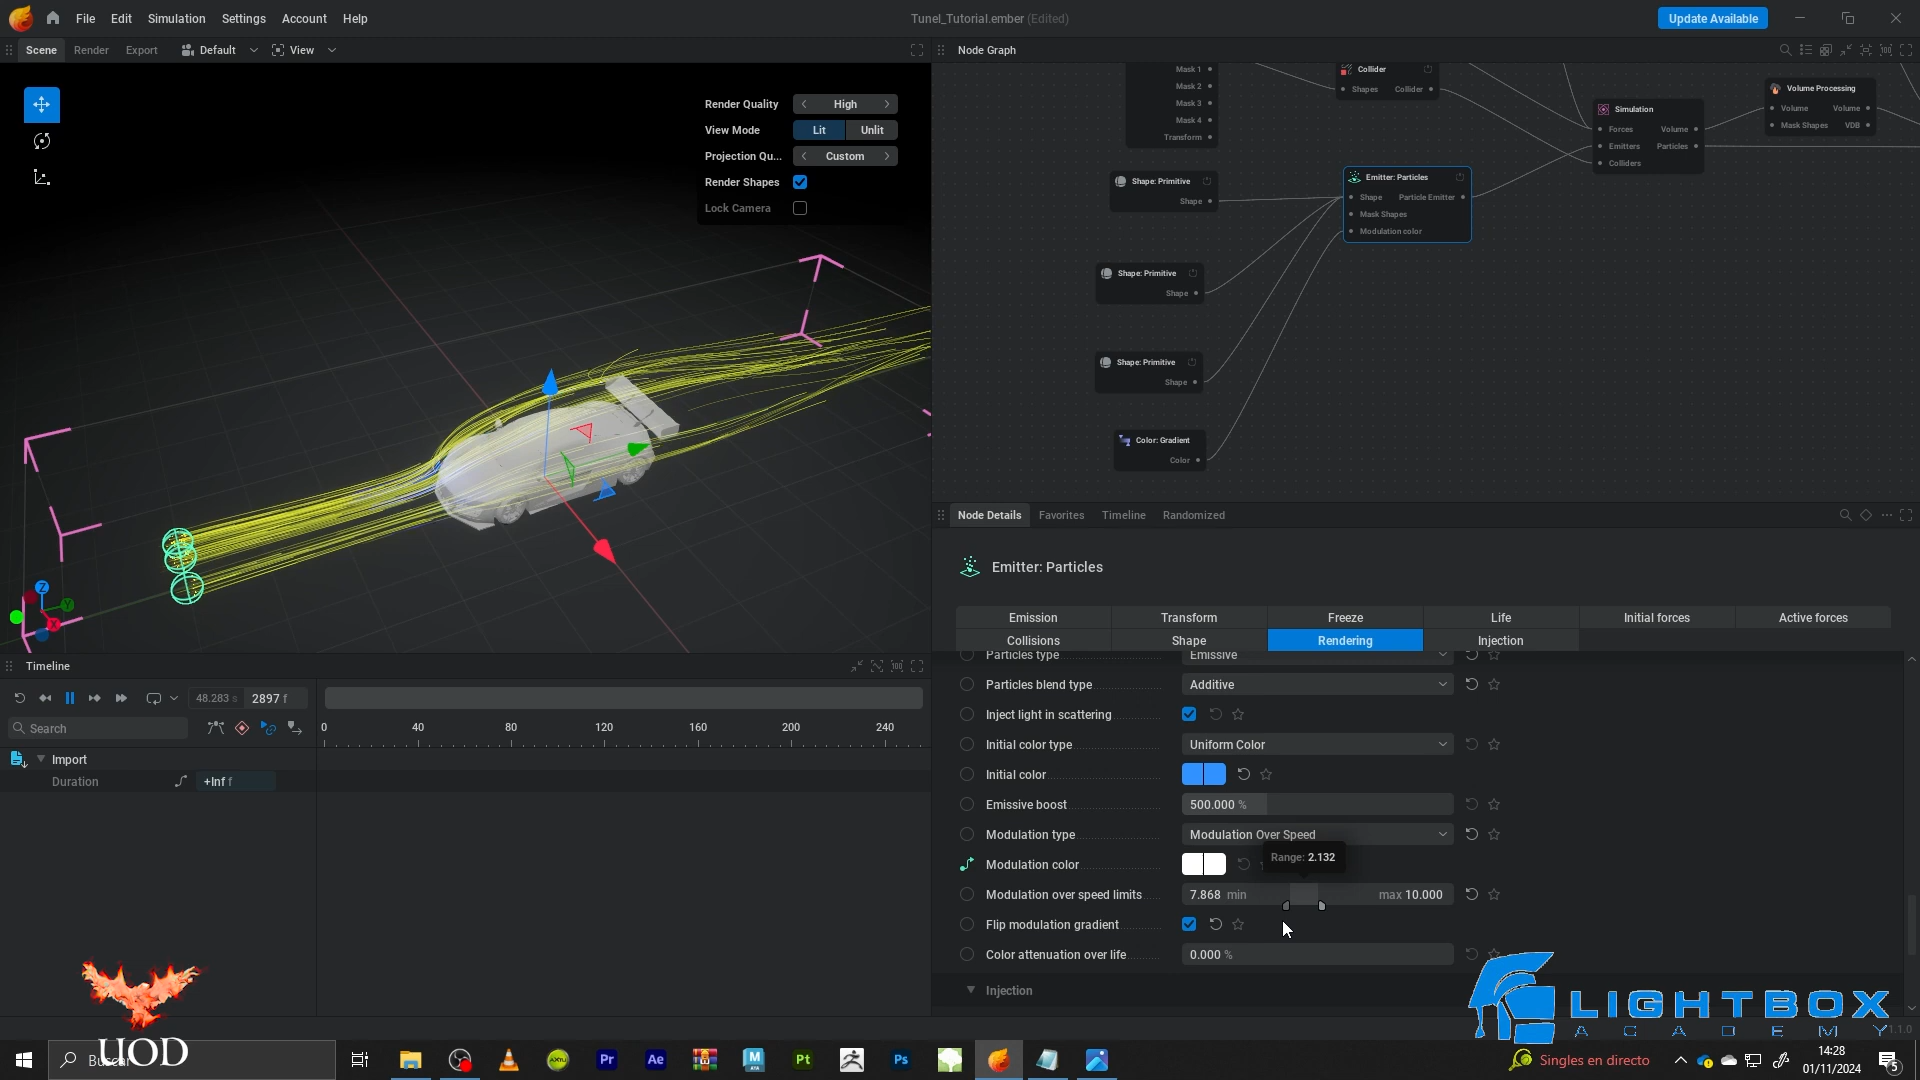 File Edit Simulation Settings Account Help
Tunel_Tutorial.ember (Edited)
Update Available
Scene Render Export Default View
Node Graph
Render Quality High
View Mode Lit Unlit
Projection Qu... Custom
Render Shapes
Lock Camera
Mask 1
Mask 2
Mask 3
Mask 4
Transform
Collider
Shapes Collider
Simulation
Forces Volume
Emitters Particles
Colliders
Volume Processing
Volume Volume
Mask Shapes VDB
Shape: Primitive
Shape
Emitter: Particles
Shape Particle Emitter
Mask Shapes
Modulation color
Shape: Primitive
Shape
Shape: Primitive
Shape
Color: Gradient
Color
Z
Y
X
Node Details Favorites Timeline Randomized
Emitter: Particles
Emission Transform Freeze Life Initial forces Active forces
Collisions Shape Rendering Injection
Particles type Emissive
Particles blend type Additive
Inject light in scattering
Initial color type Uniform Color
Initial color
Emissive boost 500.000 %
Modulation type Modulation Over Speed
Range: 2.132
Modulation color
Modulation over speed limits 7.868 min max 10.000
Flip modulation gradient
Color attenuation over life 0.000 %
Injection
Timeline
48.283 s 2897 f
Search
0 40 80 120 160 200 240
Import
Duration +Inf f
UOD
LIGHTBOX
ACADEMY
1.1.0
Singles en directo
14:28
01/11/2024
5